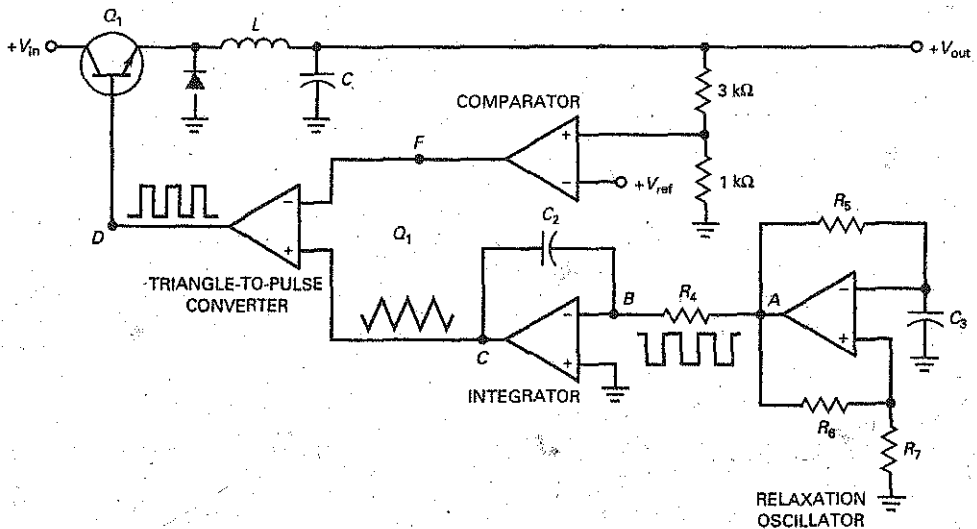 Q1
L
+Vin
+Vout
C
3 kΩ
COMPARATOR
+
−
F
+Vref
1 kΩ
−
+
D
Q1
C2
R5
TRIANGLE-TO-PULSE
CONVERTER
B
R4
A
−
+
C3
C
−
+
INTEGRATOR
R6
R7
RELAXATION
OSCILLATOR